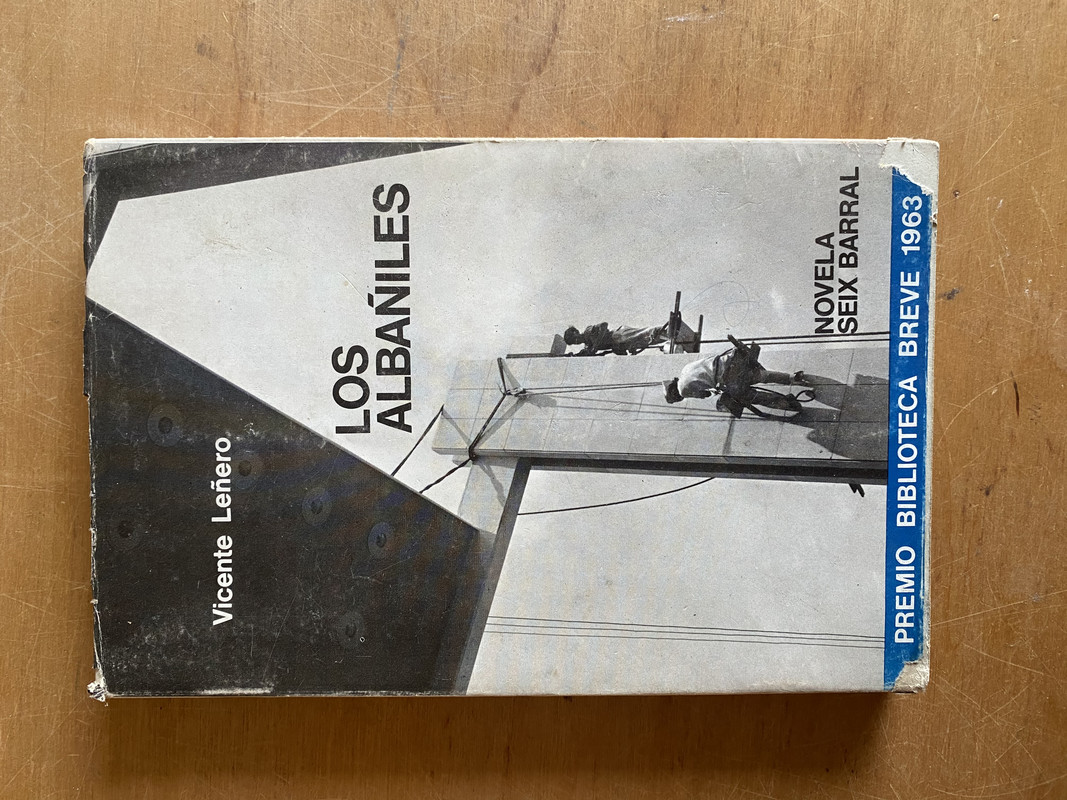 Vicente Leñero
LOS
ALBAÑILES
NOVELA
SEIX BARRAL
PREMIO BIBLIOTECA BREVE 1963